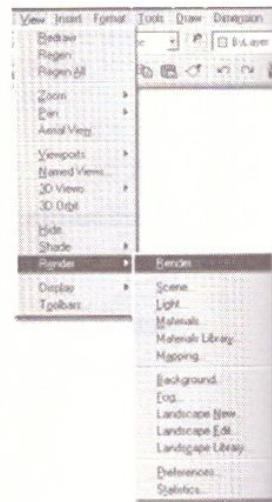 View Insert Format Tools Draw Dimension
Redraw
Regen
Regen All
ByLayer
Zoom
Pan
Aerial View
Viewports
Named Views...
3D Views
3D Orbit
Hide
Shade
Render
Display
Toolbars...
Render...
Scene...
Light...
Materials...
Materials Library...
Mapping...
Background...
Fog...
Landscape New...
Landscape Edit...
Landscape Library...
Preferences...
Statistics...